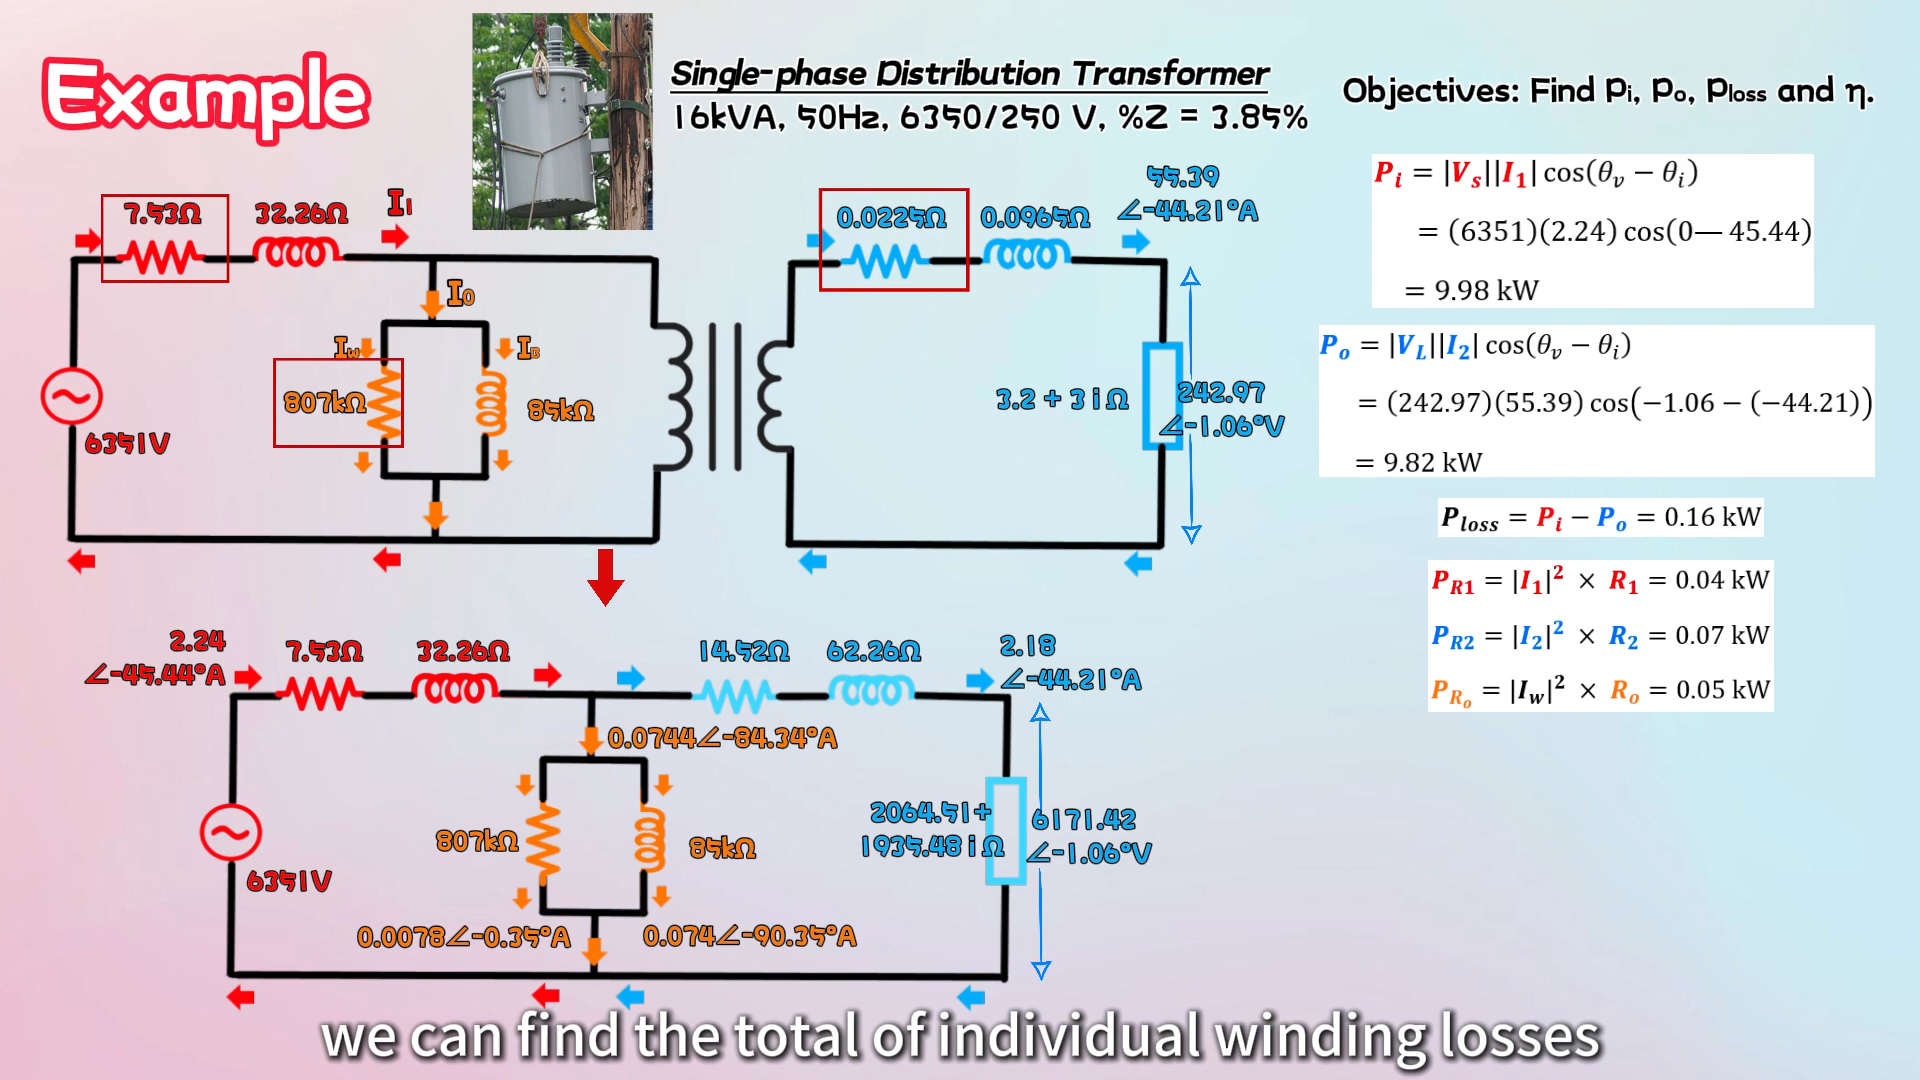 Example
Single-phase Distribution Transformer
16kVA, 50Hz, 6350/250 V, %Z = 3.85%
Objectives: Find Pi, Po, Ploss and η.
7.53Ω
32.26Ω
I1
I0
Iw
IB
807kΩ
85kΩ
6351V
0.0225Ω
0.0965Ω
55.39
∠-44.21°A
3.2 + 3 i Ω
242.97
∠-1.06°V
Pi = |Vs||I1| cos(θv − θi)
= (6351)(2.24) cos(0— 45.44)
= 9.98 kW
Po = |VL||I2| cos(θv − θi)
= (242.97)(55.39) cos(−1.06 − (−44.21))
= 9.82 kW
Ploss = Pi − Po = 0.16 kW
PR1 = |I1|² × R1 = 0.04 kW
PR2 = |I2|² × R2 = 0.07 kW
PRo = |Iw|² × Ro = 0.05 kW
2.24
∠-45.44°A
7.53Ω
32.26Ω
14.52Ω
62.26Ω
2.18
∠-44.21°A
0.0744∠-84.34°A
807kΩ
85kΩ
6351V
2064.51+
1935.48 i Ω
6171.42
∠-1.06°V
0.0078∠-0.35°A
0.074∠-90.35°A
we can find the total of individual winding losses